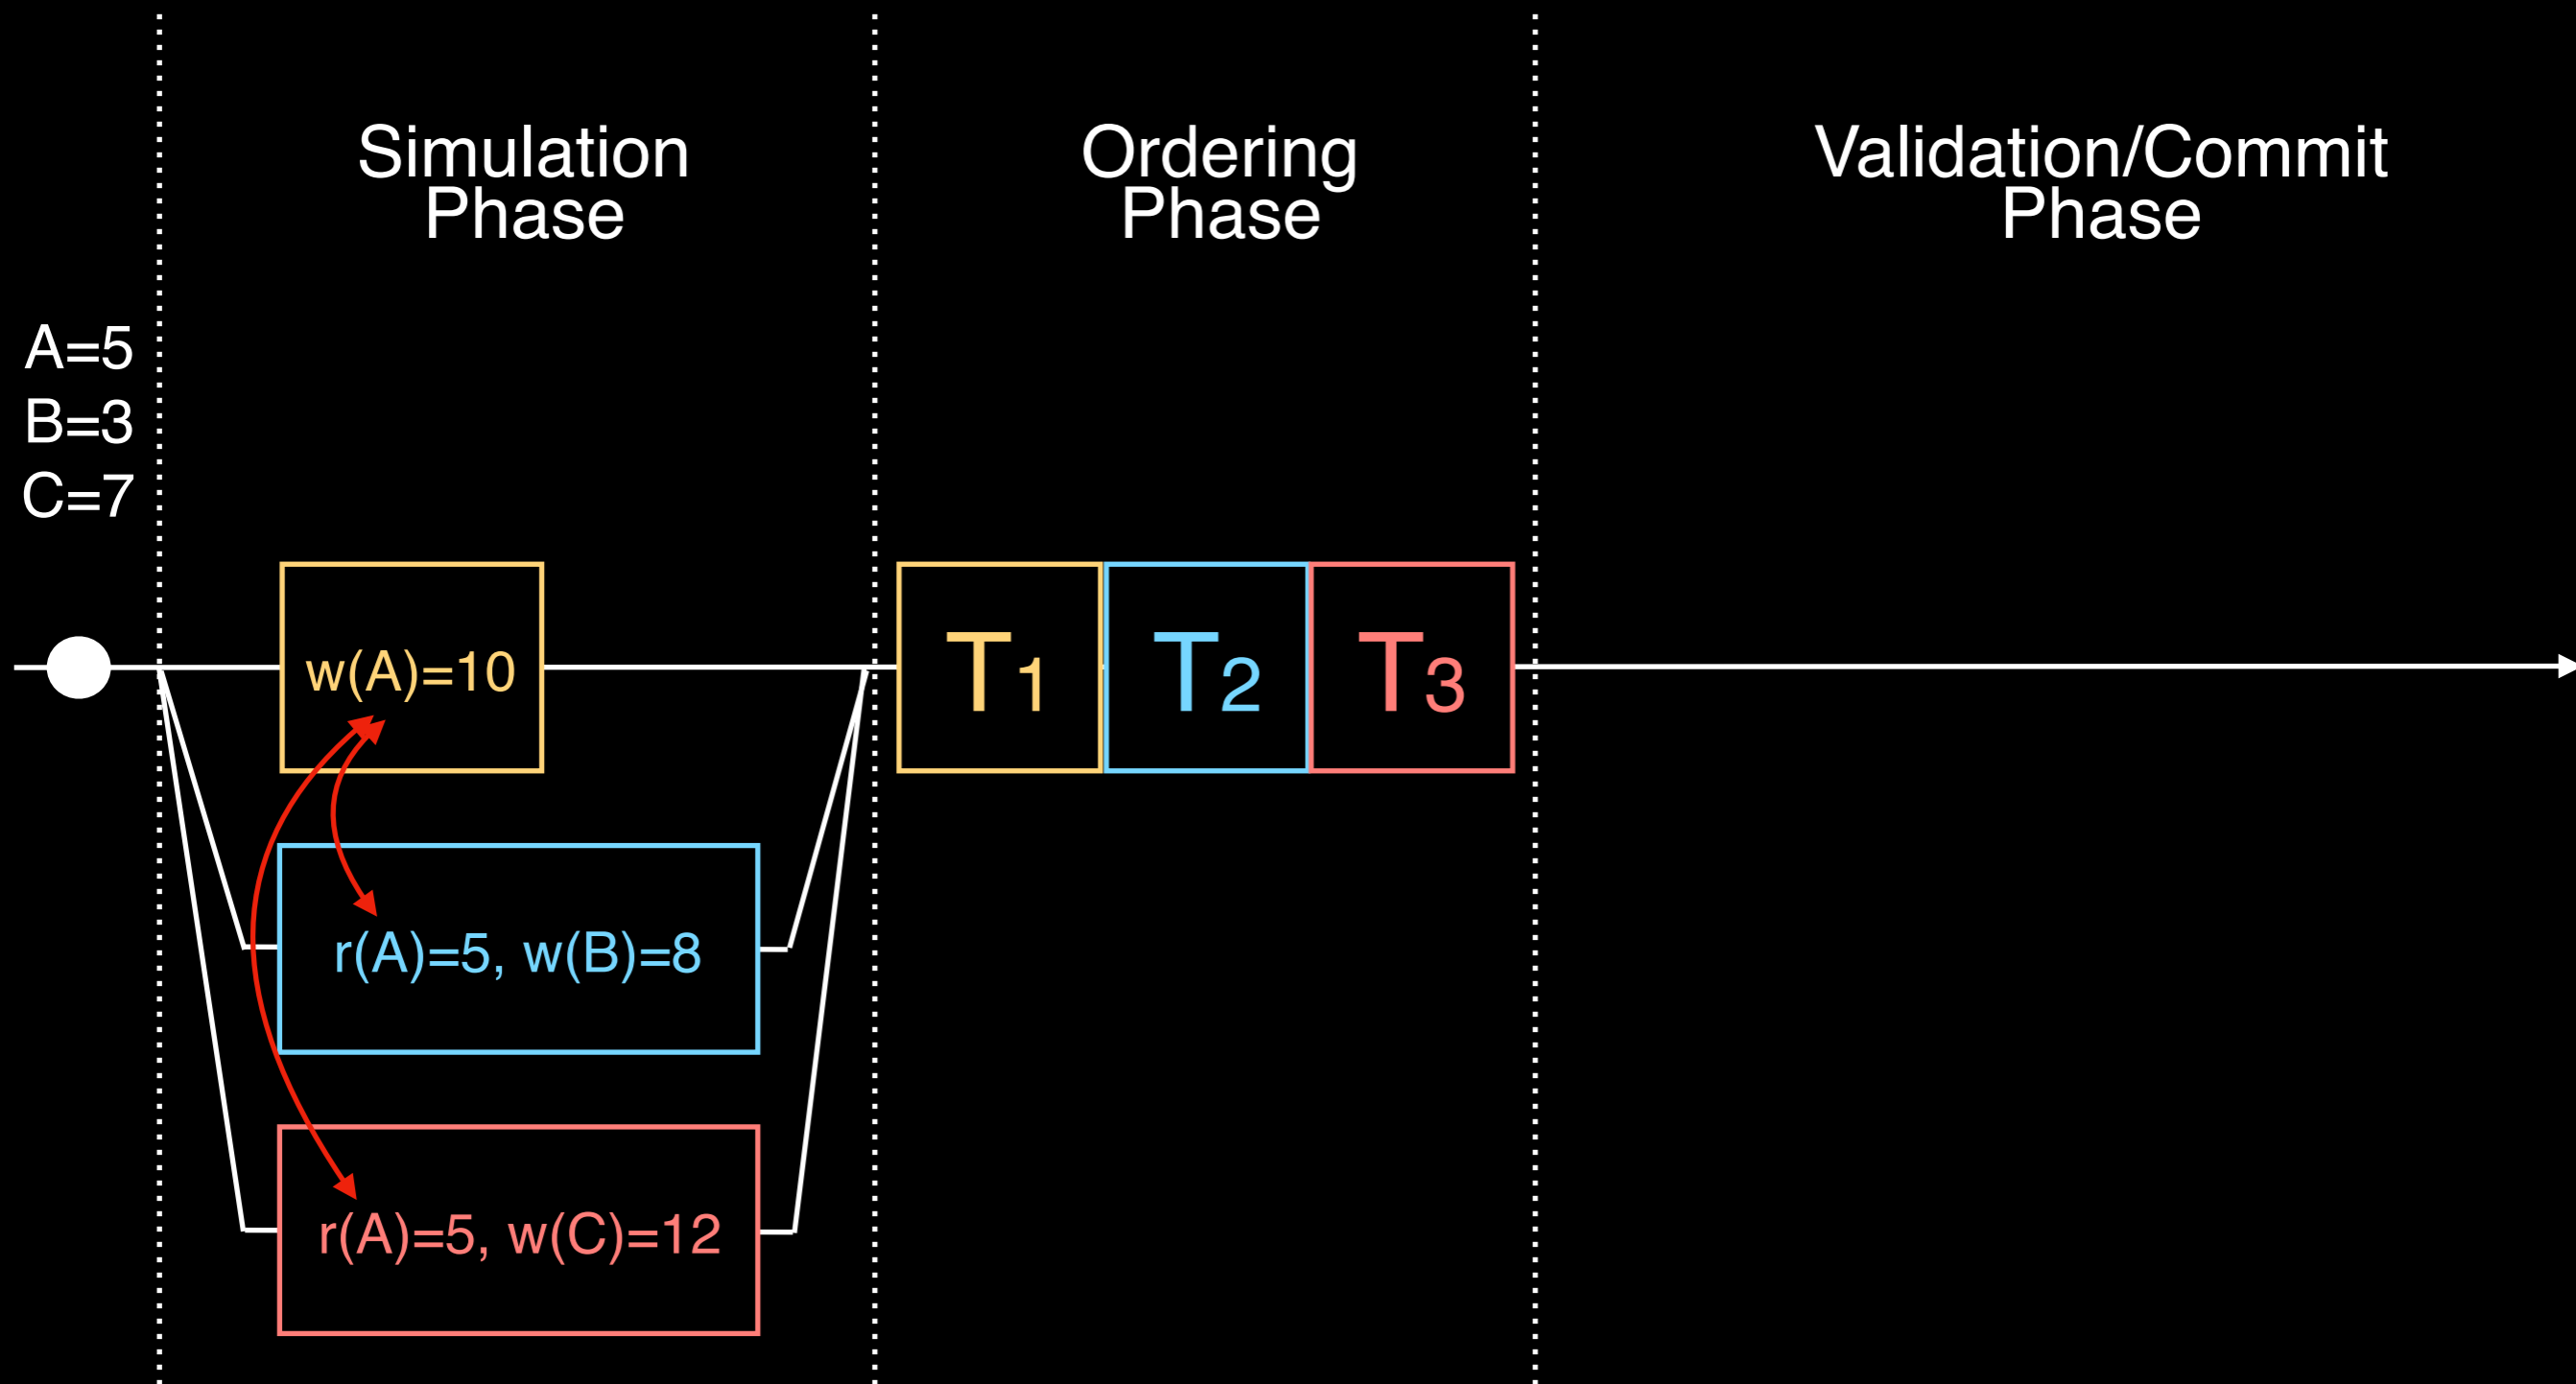 Simulation
Phase
Ordering
Phase
Validation/Commit
Phase
A=5
B=3
C=7
w(A)=10
T1
T2
T3
r(A)=5, w(B)=8
r(A)=5, w(C)=12